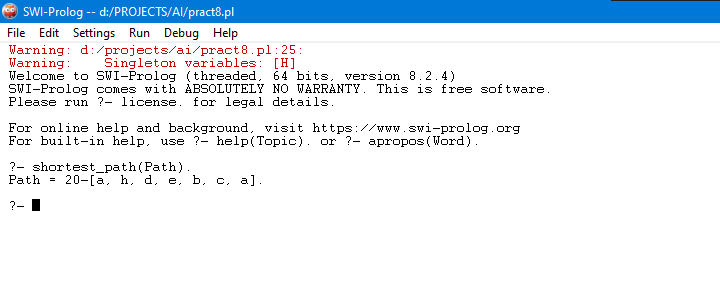 SWI-Prolog -- d:/PROJECTS/AI/pract8.pl
File Edit Settings Run Debug Help
Warning: d:/projects/ai/pract8.pl:25:
Warning:    Singleton variables: [H]
Welcome to SWI-Prolog (threaded, 64 bits, version 8.2.4)
SWI-Prolog comes with ABSOLUTELY NO WARRANTY. This is free software.
Please run ?- license. for legal details.
For online help and background, visit https://www.swi-prolog.org
For built-in help, use ?- help(Topic). or ?- apropos(Word).
?- shortest_path(Path).
Path = 20-[a, h, d, e, b, c, a].
?-